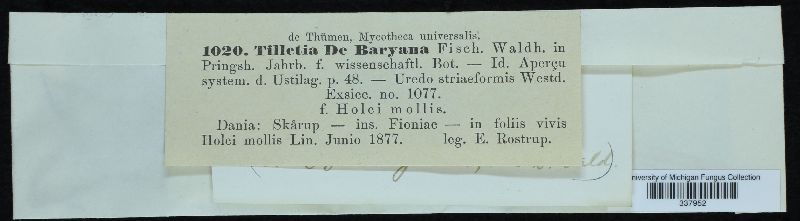 de Thümen, Mycotheca universalis.
1020. Tilletia De Baryana Fisch. Waldh. in
Pringsh. Jahrb. f. wissenschaftl. Bot. — Id. Aperçu
system. d. Ustilag. p. 48. — Uredo striaeformis Westd.
Exsicc. no. 1077.
f. Holci mollis.
Dania: Skårup — ins. Fioniae — in foliis vivis
Holci mollis Lin. Junio 1877. leg. E. Rostrup.
University of Michigan Fungus Collection
337952